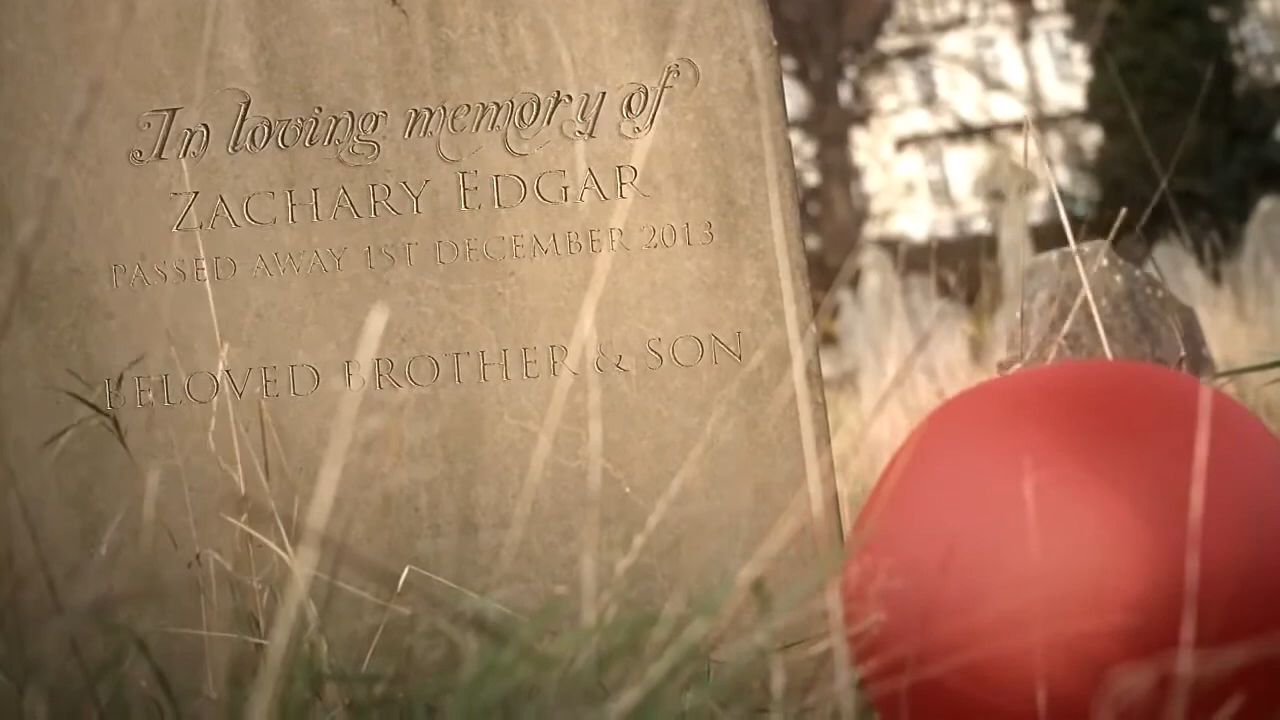 In loving memory of
ZACHARY EDGAR
PASSED AWAY 1ST DECEMBER 2013
BELOVED BROTHER & SON